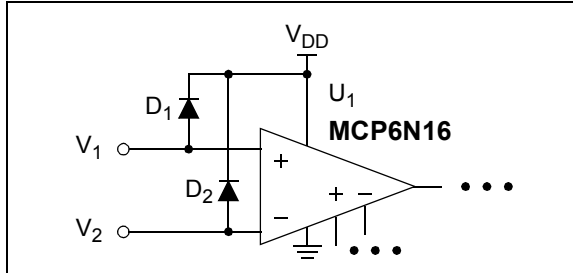 V_DD
D_1
U_1
MCP6N16
V_1
+
+ −
D_2
−
V_2